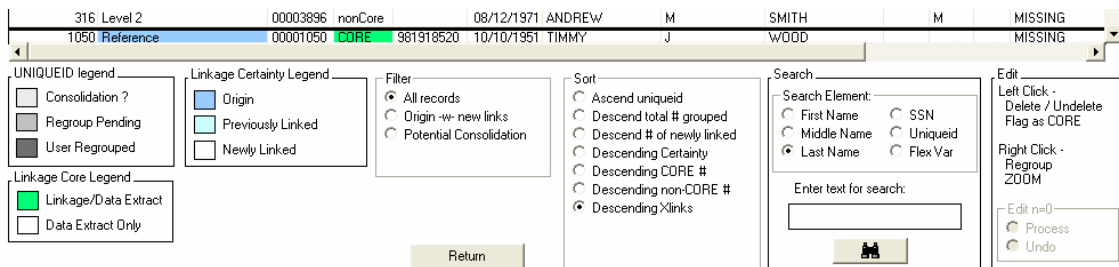 316 Level 2 00003896 nonCore 08/12/1971 ANDREW M SMITH M MISSING
1050 Reference 00001050 CORE 981918520 10/10/1951 TIMMY J WOOD MISSING
UNIQUEID legend
Consolidation ?
Regroup Pending
User Regrouped
Linkage Core Legend
Linkage/Data Extract
Data Extract Only
Linkage Certainty Legend
Origin
Previously Linked
Newly Linked
Filter
All records
Origin -w- new links
Potential Consolidation
Return
Sort
Ascend uniqueid
Descend total # grouped
Descend # of newly linked
Descending Certainty
Descending CORE #
Descending non-CORE #
Descending Xlinks
Search
Search Element:
First Name
Middle Name
Last Name
SSN
Uniqueid
Flex Var
Enter text for search:
Edit
Left Click -
Delete / Undelete
Flag as CORE
Right Click -
Regroup
ZOOM
Edit n=0
Process
Undo